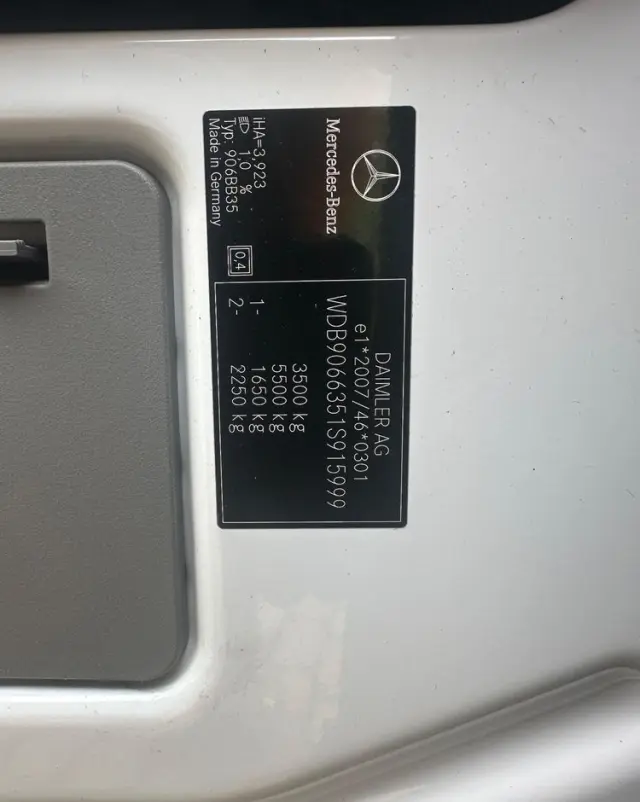 Mercedes-Benz
iHA=3,923
1,0 %
Typ: 906BB35
Made in Germany
0,4
DAIMLER AG
e1*2007/46*0301
WDB9066351S915999
3500 kg
5500 kg
1- 1650 kg
2- 2250 kg